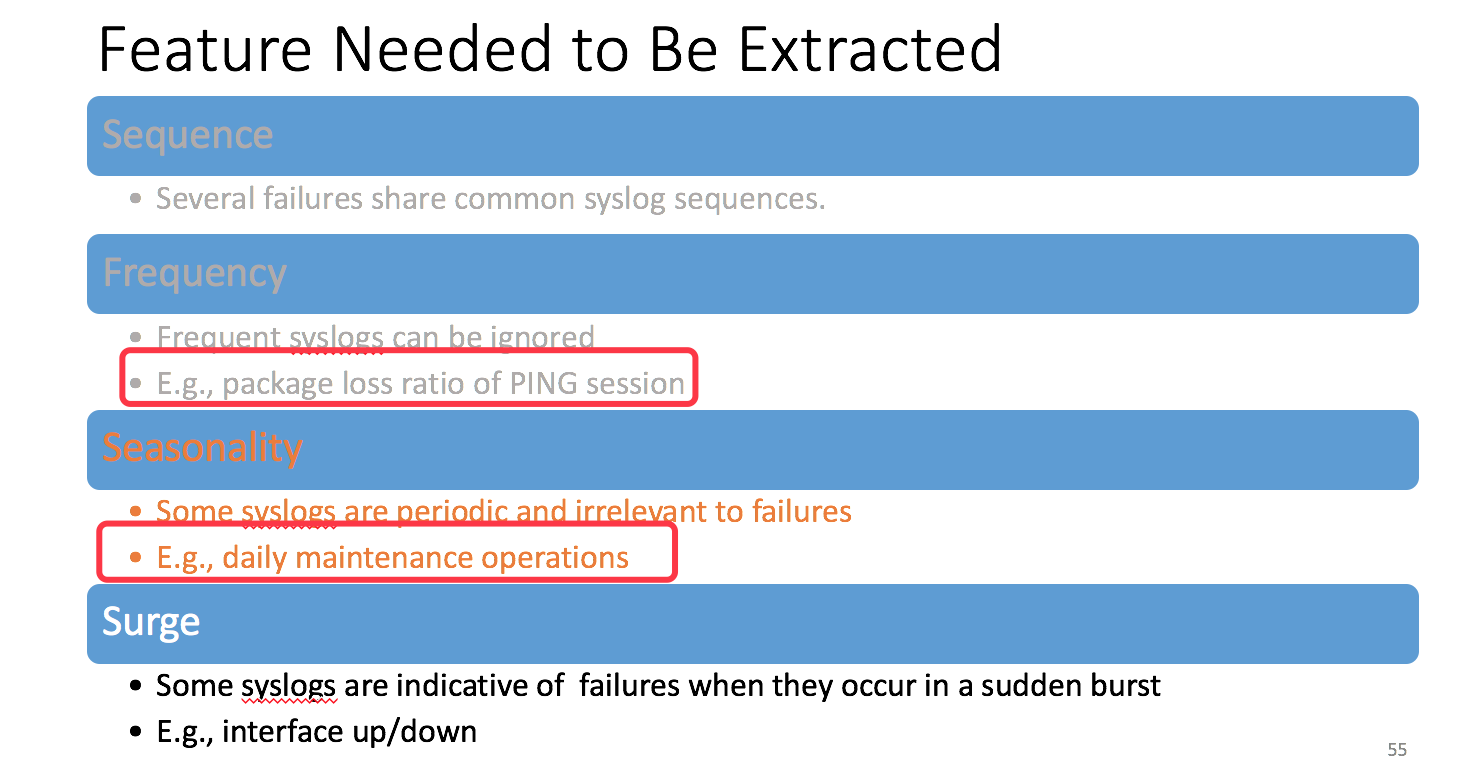 Feature Needed to Be Extracted
Sequence
• Several failures share common syslog sequences.
Frequency
• Frequent syslogs can be ignored
• E.g., package loss ratio of PING session
Seasonality
• Some syslogs are periodic and irrelevant to failures
• E.g., daily maintenance operations
Surge
• Some syslogs are indicative of  failures when they occur in a sudden burst
• E.g., interface up/down
55